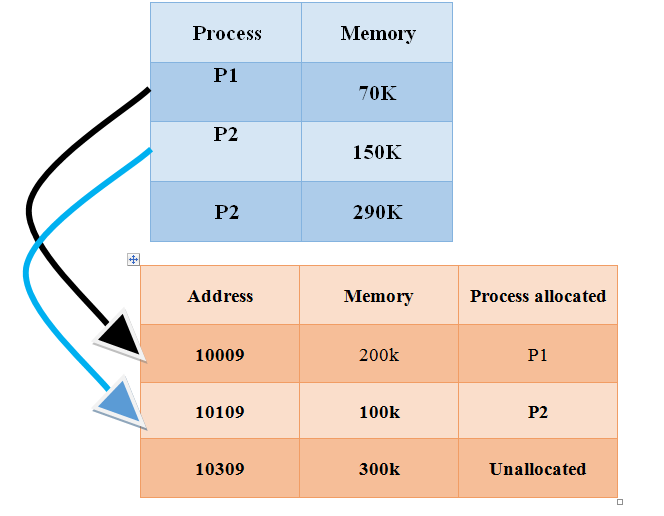 Process Memory
P1 70K
P2 150K
P2 290K
Address Memory Process allocated
10009 200k P1
10109 100k P2
10309 300k Unallocated